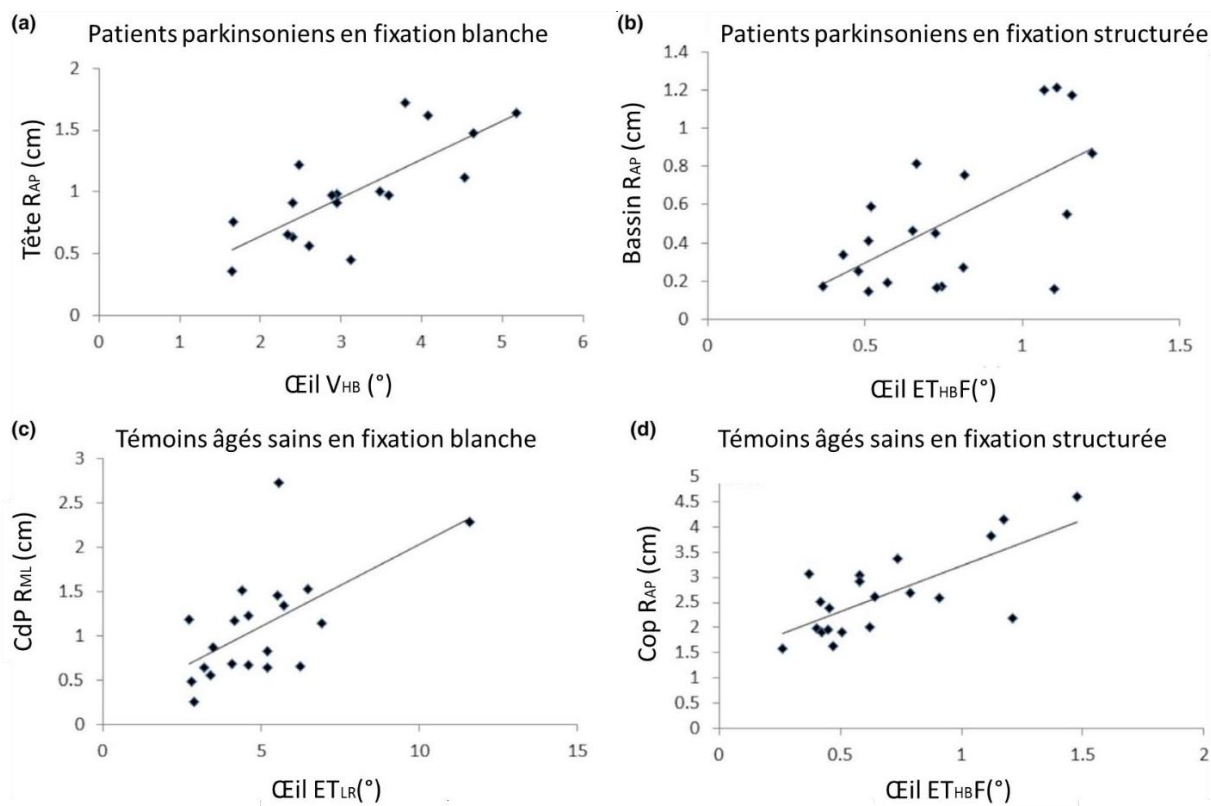 (a)
Patients parkinsoniens en fixation blanche
Tête RAP (cm)
2
1.5
1
0.5
0
0 1 2 3 4 5 6
Œil VHB (°)
(b)
Patients parkinsoniens en fixation structurée
Bassin RAP (cm)
1.4
1.2
1
0.8
0.6
0.4
0.2
0
0 0.5 1 1.5
Œil ETHBF(°)
(c)
Témoins âgés sains en fixation blanche
CdP RML (cm)
3
2.5
2
1.5
1
0.5
0
0 5 10 15
Œil ETLR(°)
(d)
Témoins âgés sains en fixation structurée
Cop RAP (cm)
5
4.5
4
3.5
3
2.5
2
1.5
1
0.5
0
0 0.5 1 1.5 2
Œil ETHBF(°)